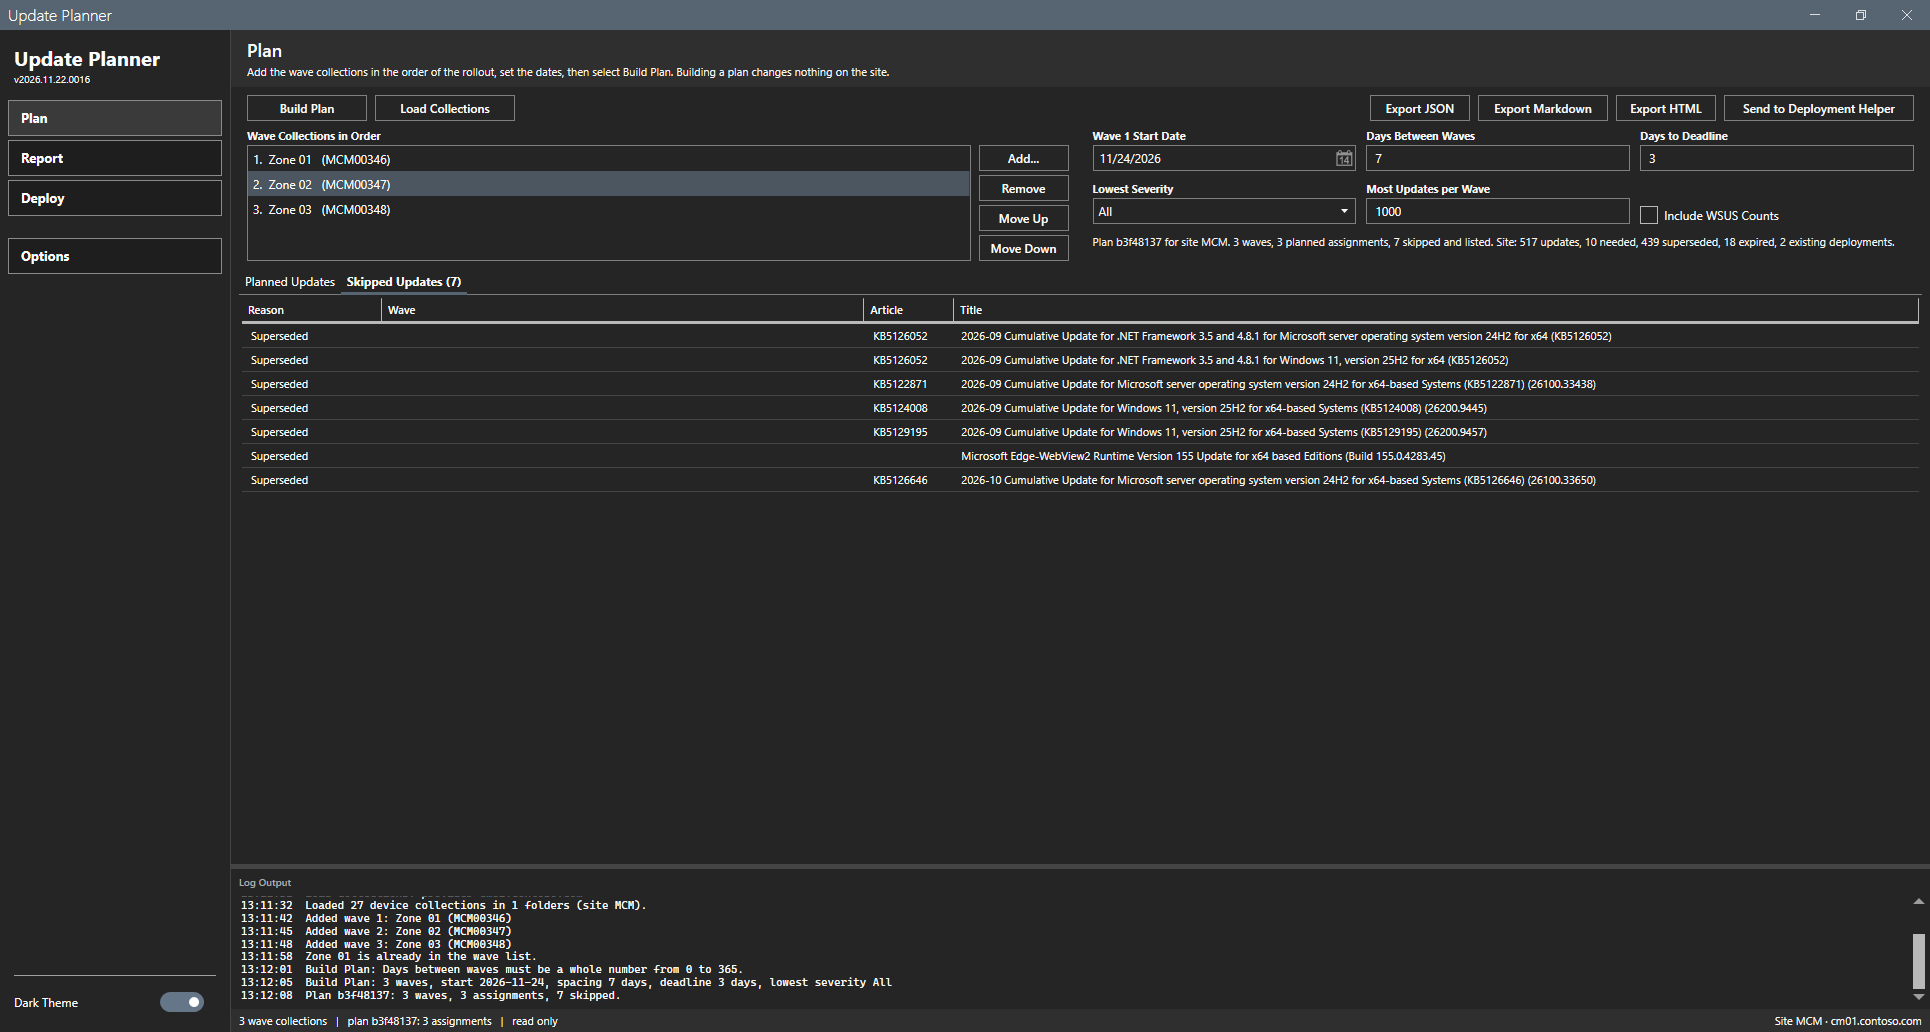 Update Planner
Update Planner
v2026.11.22.0016
Plan
Report
Deploy
Options
Dark Theme
Plan
Add the wave collections in the order of the rollout, set the dates, then select Build Plan. Building a plan changes nothing on the site.
Build Plan
Load Collections
Export JSON
Export Markdown
Export HTML
Send to Deployment Helper
Wave Collections in Order
1. Zone 01 (MCM00346)
2. Zone 02 (MCM00347)
3. Zone 03 (MCM00348)
Add...
Remove
Move Up
Move Down
Wave 1 Start Date
11/24/2026
14
Days Between Waves
7
Days to Deadline
3
Lowest Severity
All
Most Updates per Wave
1000
Include WSUS Counts
Plan b3f48137 for site MCM. 3 waves, 3 planned assignments, 7 skipped and listed. Site: 517 updates, 10 needed, 439 superseded, 18 expired, 2 existing deployments.
Planned Updates
Skipped Updates (7)
Reason Wave Article Title
Superseded KB5126052 2026-09 Cumulative Update for .NET Framework 3.5 and 4.8.1 for Microsoft server operating system version 24H2 for x64 (KB5126052)
Superseded KB5126052 2026-09 Cumulative Update for .NET Framework 3.5 and 4.8.1 for Windows 11, version 25H2 for x64 (KB5126052)
Superseded KB5122871 2026-09 Cumulative Update for Microsoft server operating system version 24H2 for x64-based Systems (KB5122871) (26100.33438)
Superseded KB5124008 2026-09 Cumulative Update for Windows 11, version 25H2 for x64-based Systems (KB5124008) (26200.9445)
Superseded KB5129195 2026-09 Cumulative Update for Windows 11, version 25H2 for x64-based Systems (KB5129195) (26200.9457)
Superseded Microsoft Edge-WebView2 Runtime Version 155 Update for x64 based Editions (Build 155.0.4283.45)
Superseded KB5126646 2026-10 Cumulative Update for Microsoft server operating system version 24H2 for x64-based Systems (KB5126646) (26100.33650)
Log Output
13:11:32 Loaded 27 device collections in 1 folders (site MCM).
13:11:42 Added wave 1: Zone 01 (MCM00346)
13:11:45 Added wave 2: Zone 02 (MCM00347)
13:11:48 Added wave 3: Zone 03 (MCM00348)
13:11:58 Zone 01 is already in the wave list.
13:12:01 Build Plan: Days between waves must be a whole number from 0 to 365.
13:12:05 Build Plan: 3 waves, start 2026-11-24, spacing 7 days, deadline 3 days, lowest severity All
13:12:08 Plan b3f48137: 3 waves, 3 assignments, 7 skipped.
3 wave collections | plan b3f48137: 3 assignments | read only
Site MCM · cm01.contoso.com